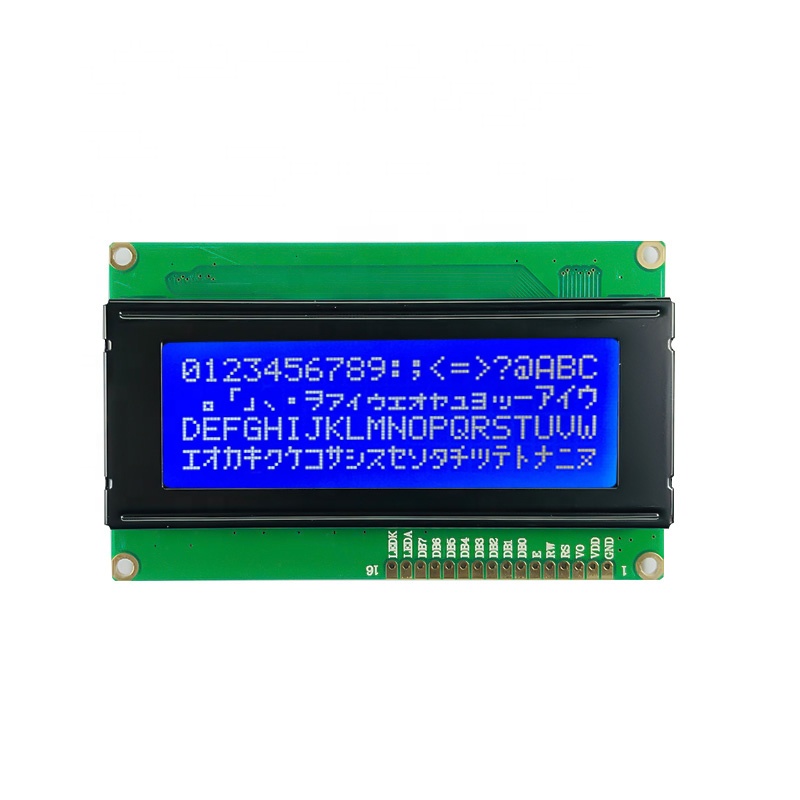 0123456789:;<=>?@ABC
。「」、・ヲァィゥェォャュョッーアイウ
DEFGHIJKLMNOPQRSTUVW
エオカキクケコサシスセソタチツテトナニヌ
LEDK LEDA DB7 DB6 DB5 DB4 DB3 DB2 DB1 DB0 E RW RS VO VDD GND
16 1